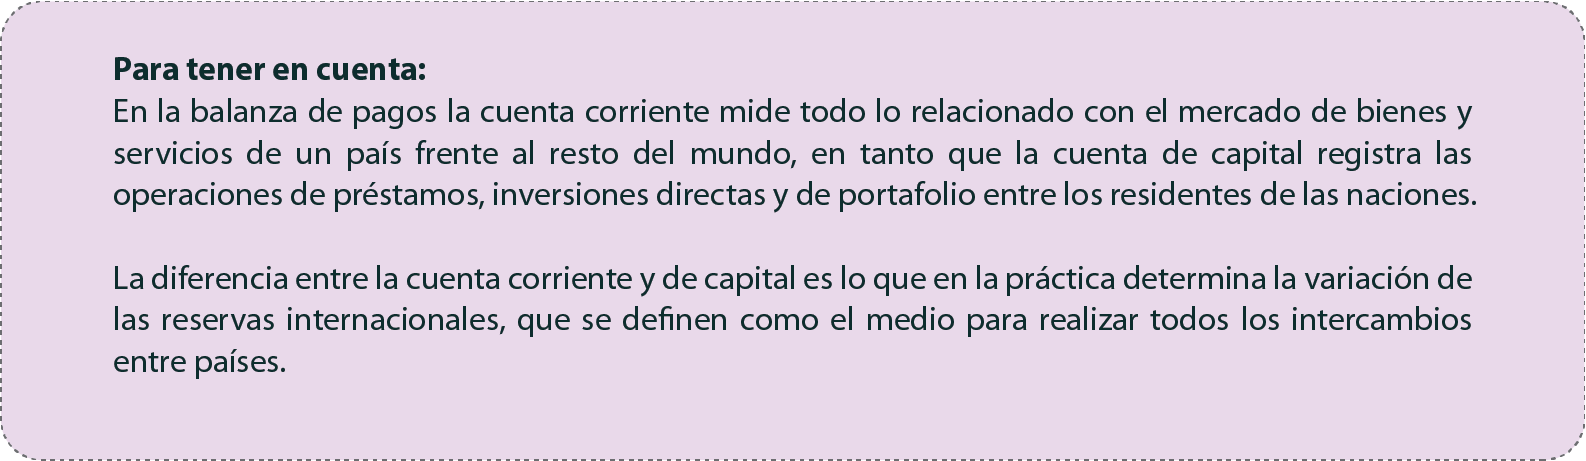 Para tener en cuenta:
En la balanza de pagos la cuenta corriente mide todo lo relacionado con el mercado de bienes y
servicios de un país frente al resto del mundo, en tanto que la cuenta de capital registra las
operaciones de préstamos, inversiones directas y de portafolio entre los residentes de las naciones.
La diferencia entre la cuenta corriente y de capital es lo que en la práctica determina la variación de
las reservas internacionales, que se definen como el medio para realizar todos los intercambios
entre países.